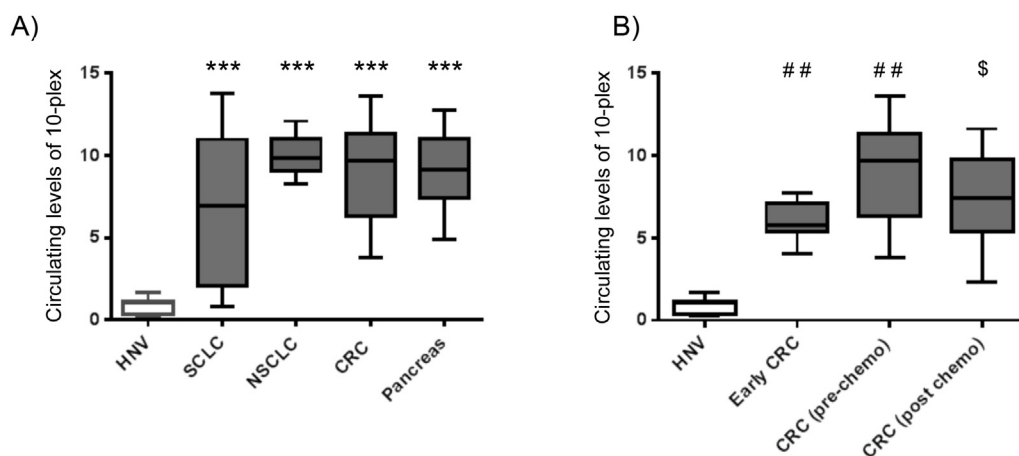 A)
Circulating levels of 10-plex
15
10
5
0
***
***
***
***
HNV
SCLC
NSCLC
CRC
Pancreas
B)
Circulating levels of 10-plex
15
10
5
0
##
##
$
HNV
Early CRC
CRC (pre-chemo)
CRC (post chemo)